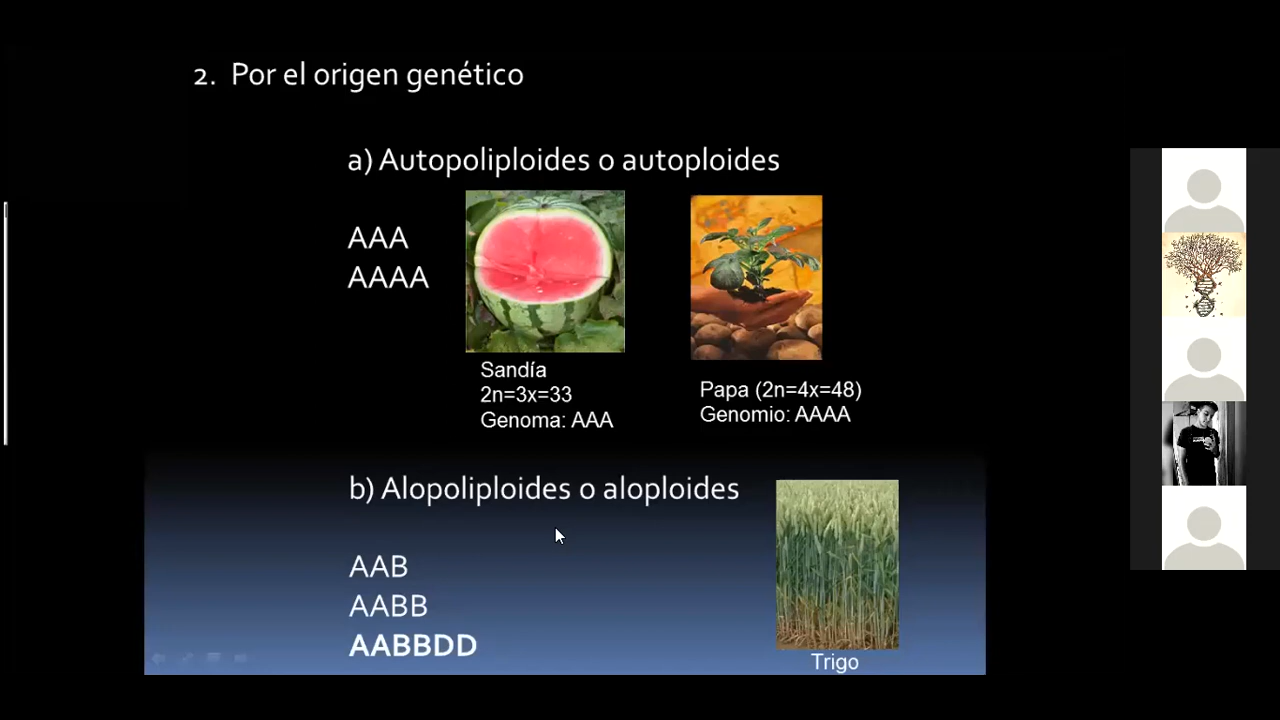 2. Por el origen genético
a) Autopoliploides o autoploides
AAA
AAAA
Sandía
2n=3x=33
Genoma: AAA
Papa (2n=4x=48)
Genomio: AAAA
b) Alopoliploides o aloploides
AAB
AABB
AABBDD
Trigo